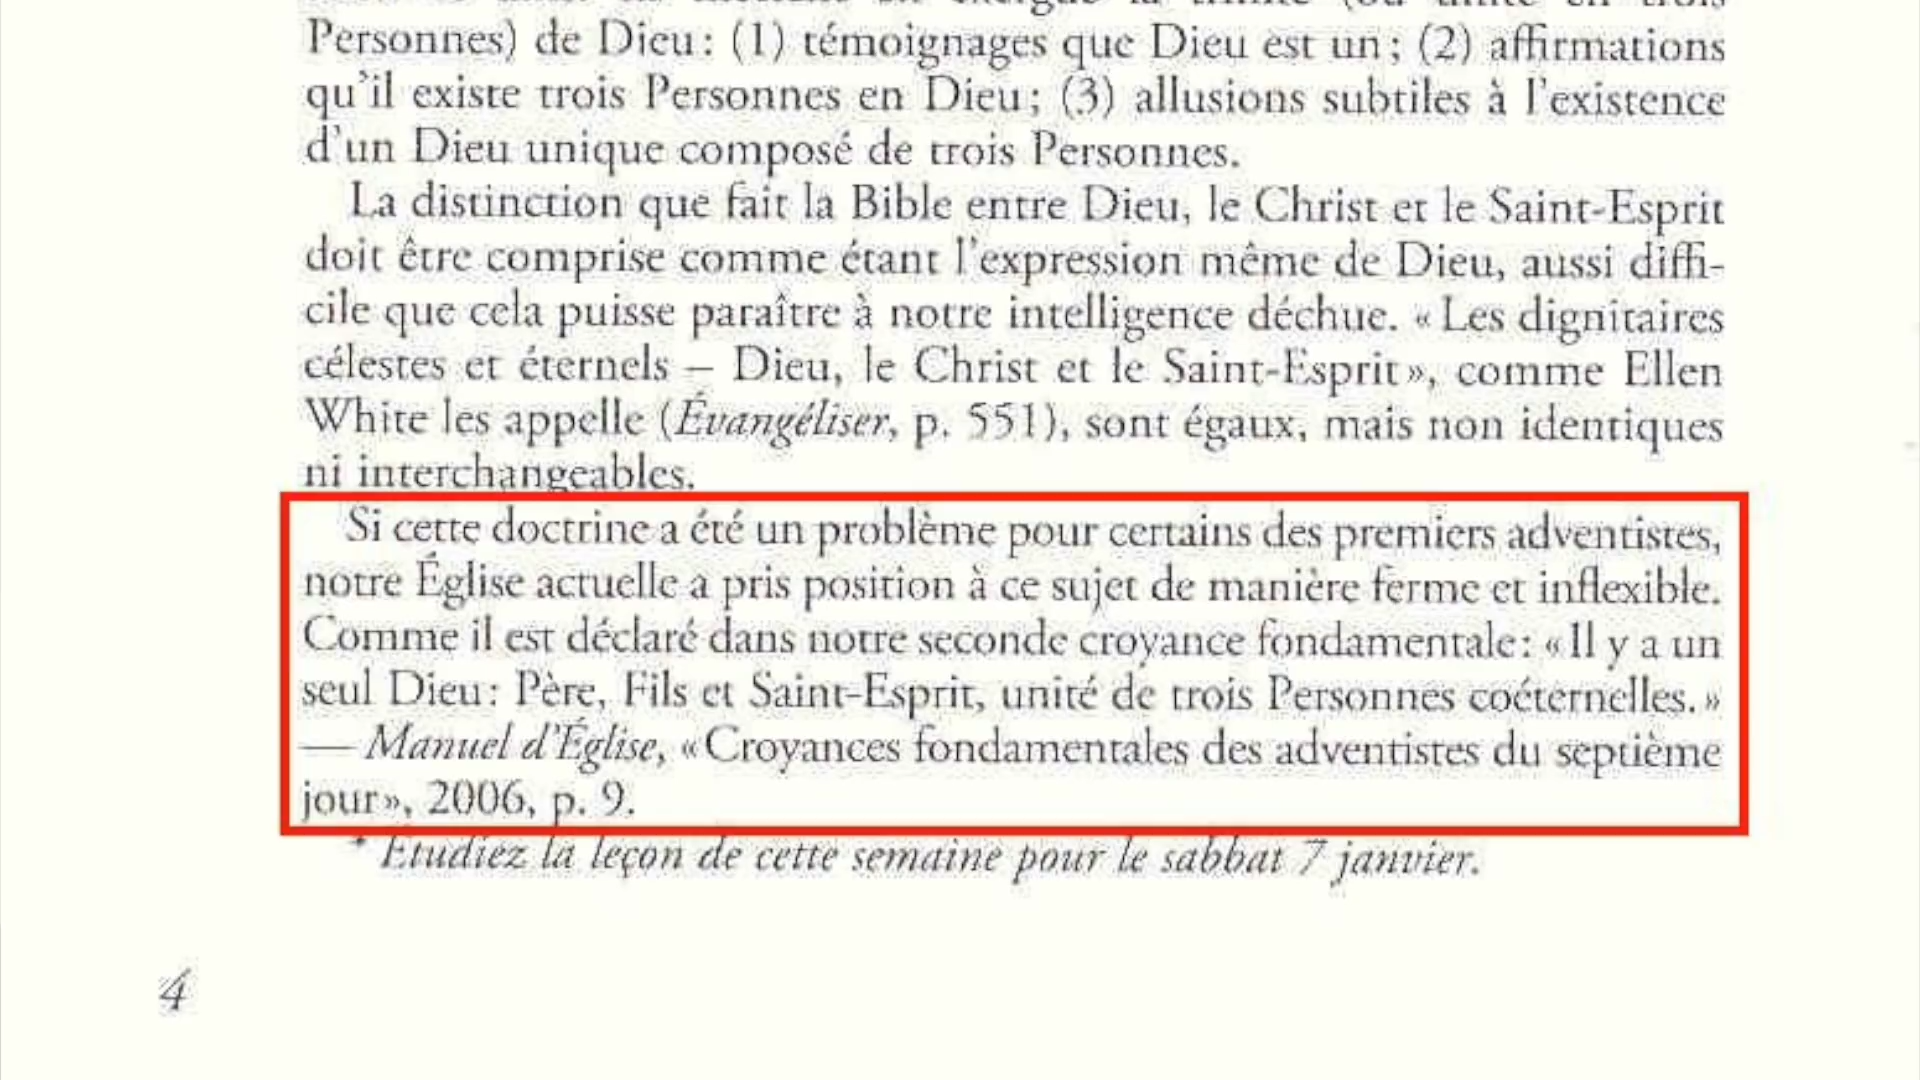 Personnes) de Dieu : (1) témoignages que Dieu est un ; (2) affirmations
qu'il existe trois Personnes en Dieu ; (3) allusions subtiles à l'existence
d'un Dieu unique composé de trois Personnes.
La distinction que fait la Bible entre Dieu, le Christ et le Saint-Esprit
doit être comprise comme étant l'expression même de Dieu, aussi diffi-
cile que cela puisse paraître à notre intelligence déchue. « Les dignitaires
célestes et éternels – Dieu, le Christ et le Saint-Esprit », comme Ellen
White les appelle (Évangéliser, p. 551), sont égaux, mais non identiques
ni interchangeables.
Si cette doctrine a été un problème pour certains des premiers adventistes,
notre Église actuelle a pris position à ce sujet de manière ferme et inflexible.
Comme il est déclaré dans notre seconde croyance fondamentale : « Il y a un
seul Dieu : Père, Fils et Saint-Esprit, unité de trois Personnes coéternelles. »
— Manuel d'Église, « Croyances fondamentales des adventistes du septième
jour », 2006, p. 9.
* Étudiez la leçon de cette semaine pour le sabbat 7 janvier.
4